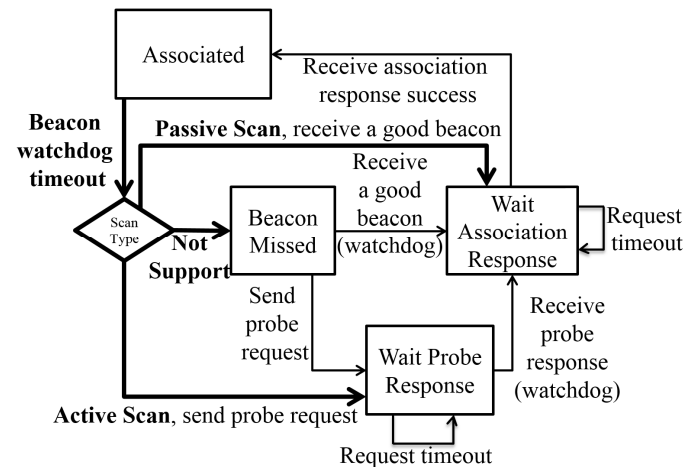 Associated
Receive association
response success
Beacon
watchdog
timeout
Passive Scan, receive a good beacon
Receive
a good
beacon
(watchdog)
Scan
Type
Not
Support
Beacon
Missed
Wait
Association
Response
Request
timeout
Send
probe
request
Receive
probe
response
(watchdog)
Wait Probe
Response
Active Scan, send probe request
Request timeout